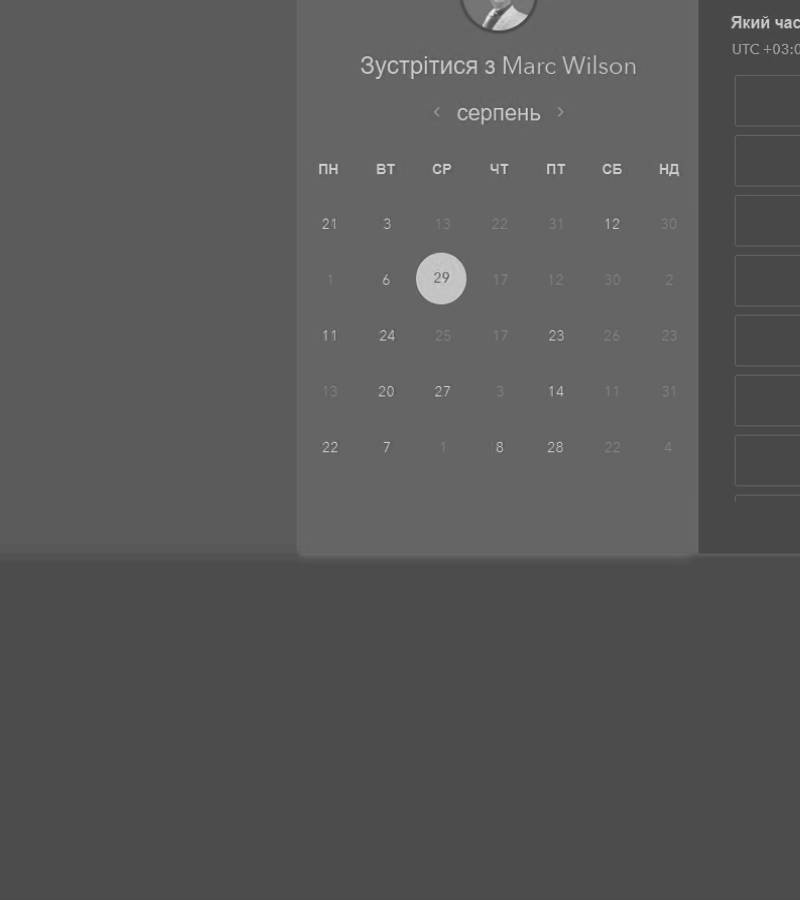 Зустрітися з Marc Wilson
серпень
ПН ВТ СР ЧТ ПТ СБ НД
21 3 13 22 31 12 30
1 6 29 17 12 30 2
11 24 25 17 23 26 23
13 20 27 3 14 11 31
22 7 1 8 28 22 4
Який час
UTC +03:0